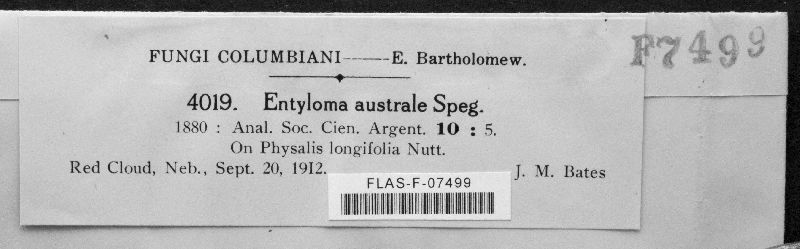 FUNGI COLUMBIANI——E. Bartholomew.
F7499
4019. Entyloma australe Speg.
1880 : Anal. Soc. Cien. Argent. 10 : 5.
On Physalis longifolia Nutt.
Red Cloud, Neb., Sept. 20, 1912. J. M. Bates
FLAS-F-07499